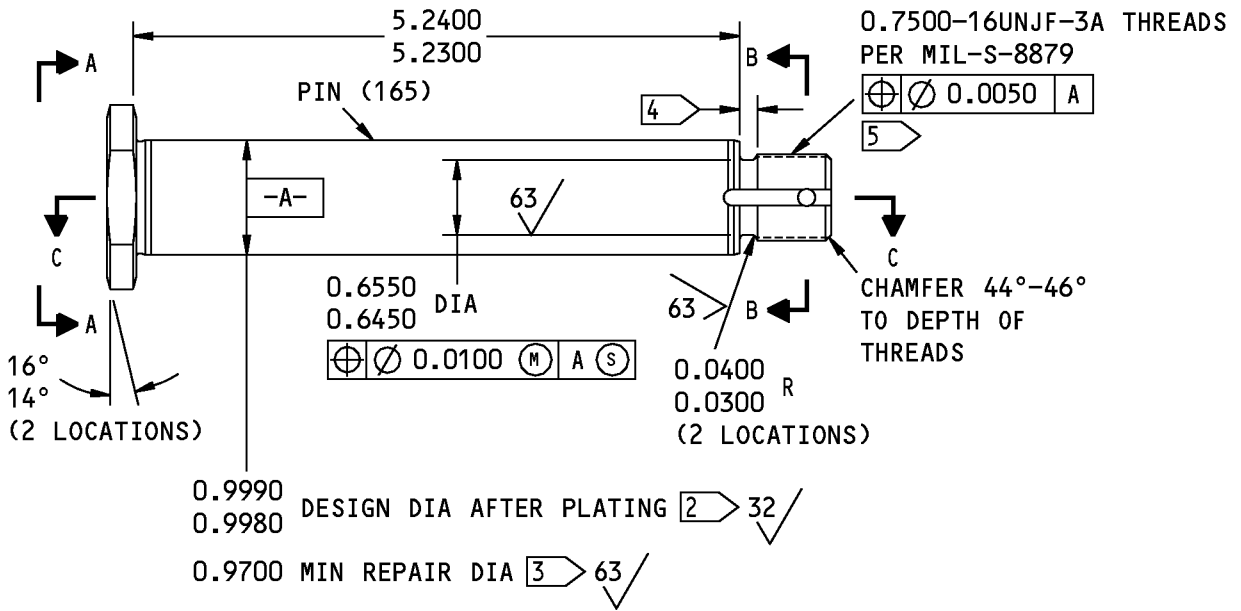 5.2400
5.2300
0.7500-16UNJF-3A THREADS
PER MIL-S-8879
⌖ ∅ 0.0050 A
5
A
B
PIN (165)
4
-A-
63
C
C
0.6550
0.6450
DIA
⌖ ∅ 0.0100 Ⓜ A Ⓢ
63
B
CHAMFER 44°-46°
TO DEPTH OF
THREADS
A
16°
14°
(2 LOCATIONS)
0.0400
0.0300
R
(2 LOCATIONS)
0.9990
0.9980
DESIGN DIA AFTER PLATING 2 32
0.9700 MIN REPAIR DIA 3 63